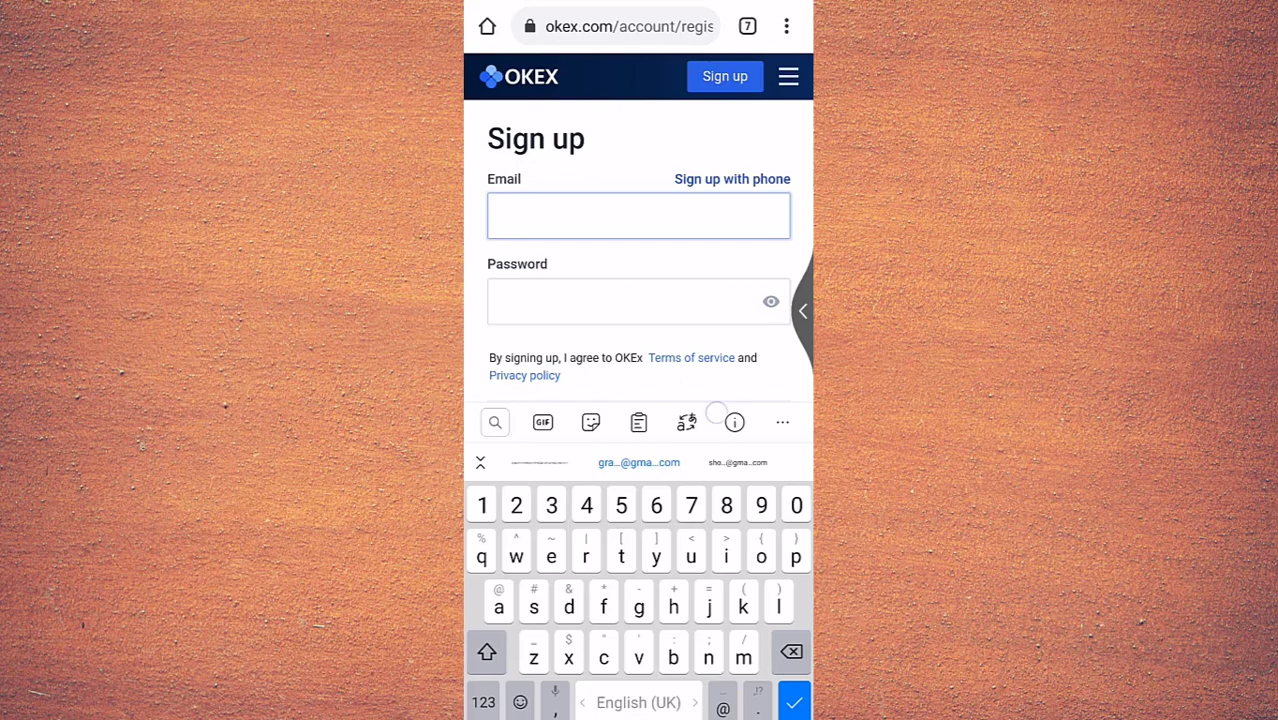 okex.com/account/regis
7
OKEX
Sign up
Sign up
Email
Sign up with phone
Password
By signing up, I agree to OKEx Terms of service and
Privacy policy
GIF
gra...@gma...com
sho...@gma...com
1 2 3 4 5 6 7 8 9 0
% ^ ~ | [ ] < > { }
q w e r t y u i o p
@ # & * - + = ( )
a s d f g h j k l
_ $ " ' : ; /
z x c v b n m
123 , English (UK) @ ,!? .